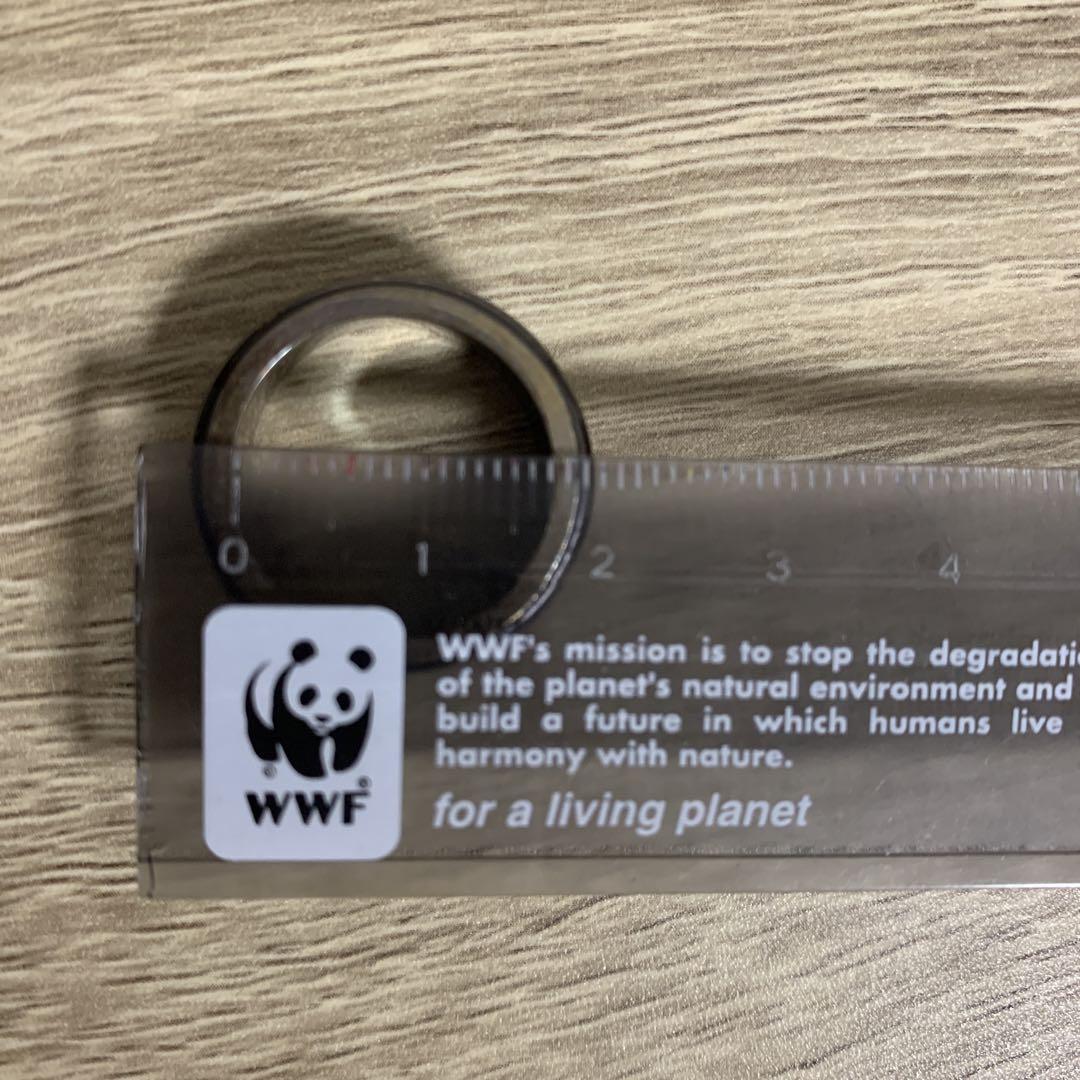 0 1 2 3 4
WWF's mission is to stop the
of the planet's natural environment and
build a future in which humans live
harmony with nature.
for a living planet
WWF